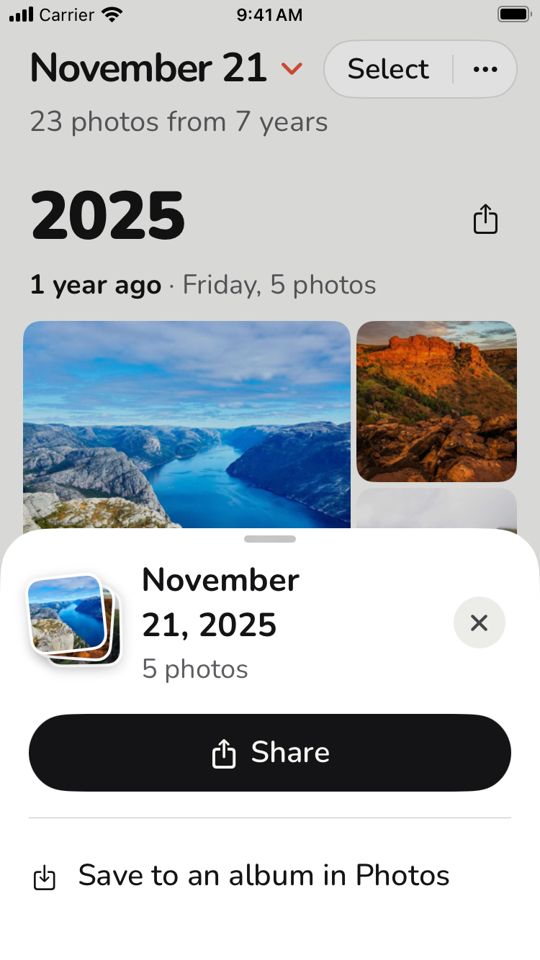 Carrier 9:41 AM
November 21 Select
23 photos from 7 years
2025
1 year ago · Friday, 5 photos
November
21, 2025
5 photos
Share
Save to an album in Photos